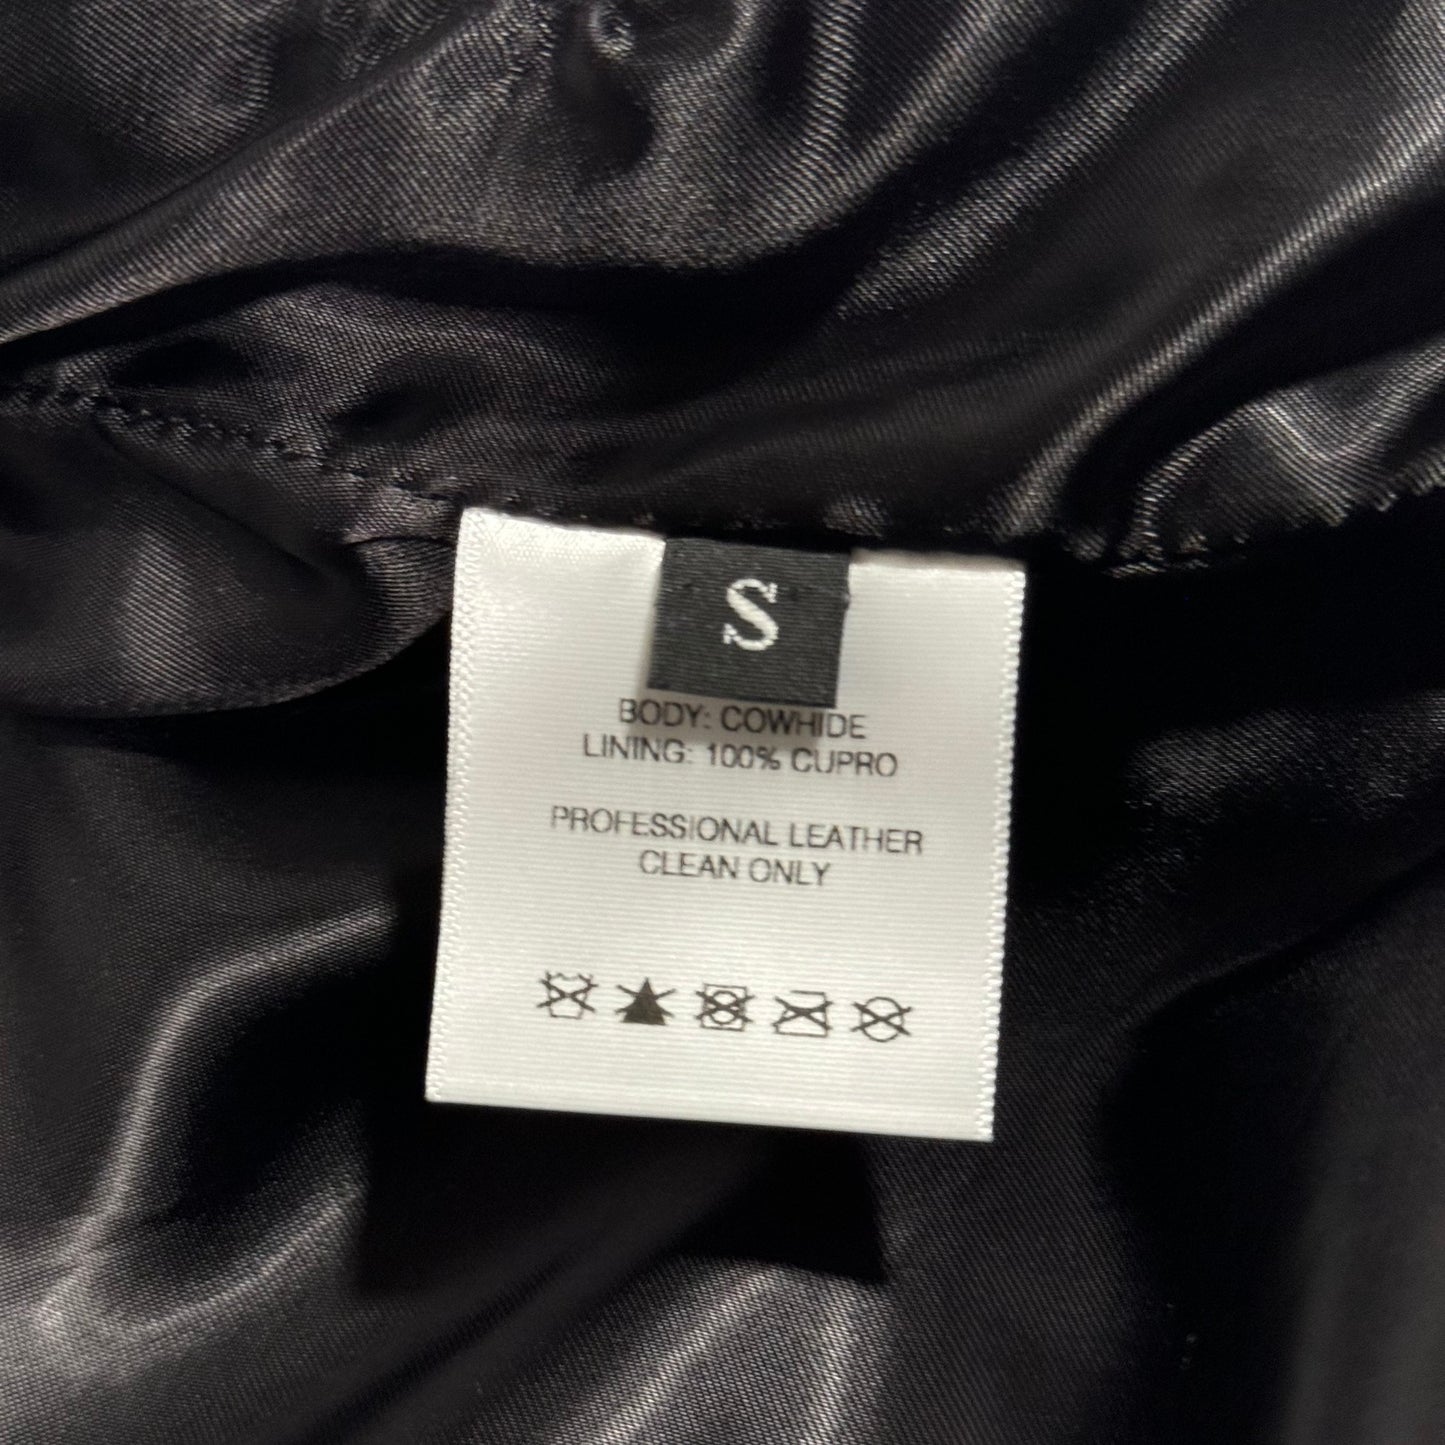 S
BODY: COWHIDE
LINING: 100% CUPRO
PROFESSIONAL LEATHER
CLEAN ONLY